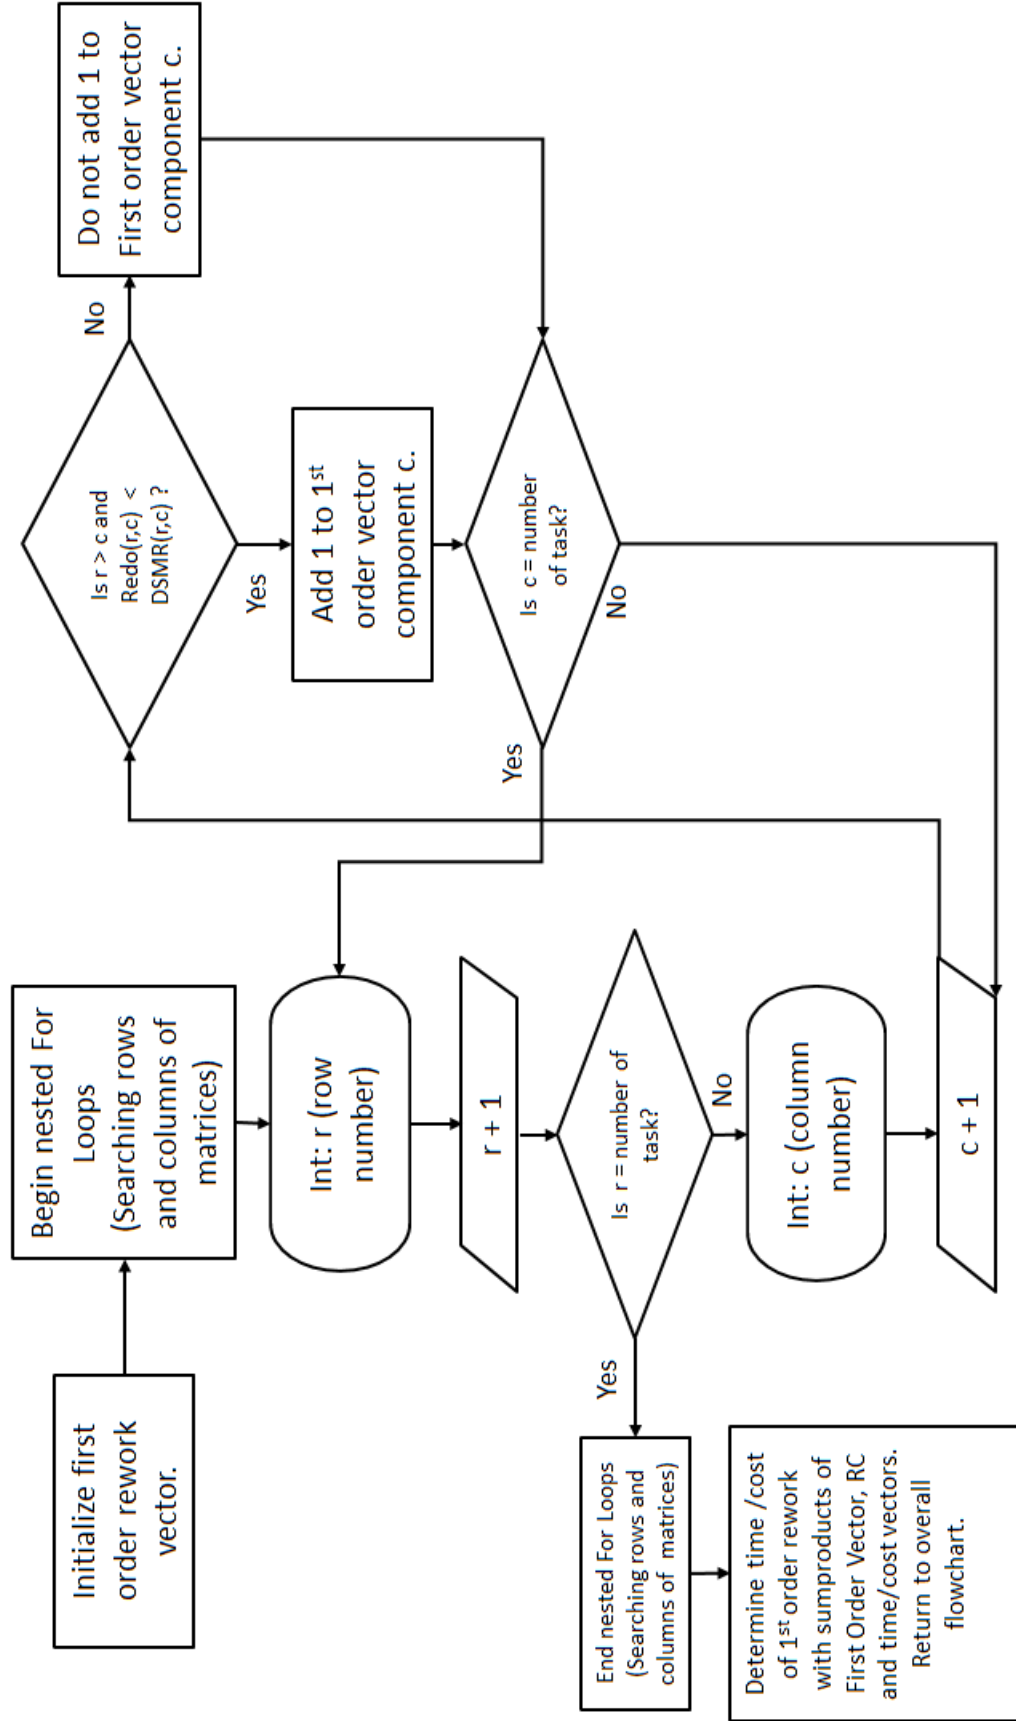 Initialize first
order rework
vector.
Begin nested For
Loops
(Searching rows
and columns of
matrices)
Int: r (row
number)
r + 1
Is r = number of
task?
Yes
No
End nested For Loops
(Searching rows and
columns of matrices)
Determine time /cost
of 1st order rework
with sumproducts of
First Order Vector, RC
and time/cost vectors.
Return to overall
flowchart.
Int: c (column
number)
c + 1
Is r > c and
Redo(r,c) <
DSMR(r,c) ?
No
Yes
Do not add 1 to
First order vector
component c.
Add 1 to 1st
order vector
component c.
Is c = number
of task?
Yes
No